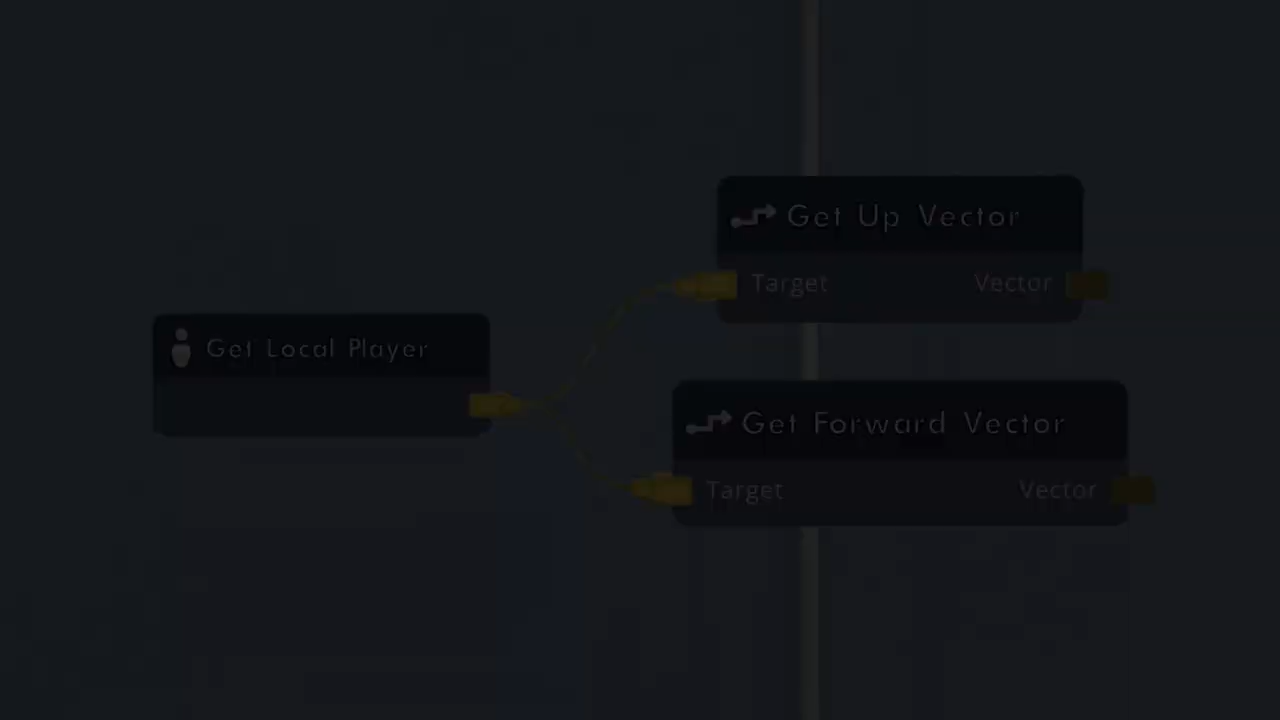 Get Up Vector
Target Vector
Get Local Player
Get Forward Vector
Target Vector